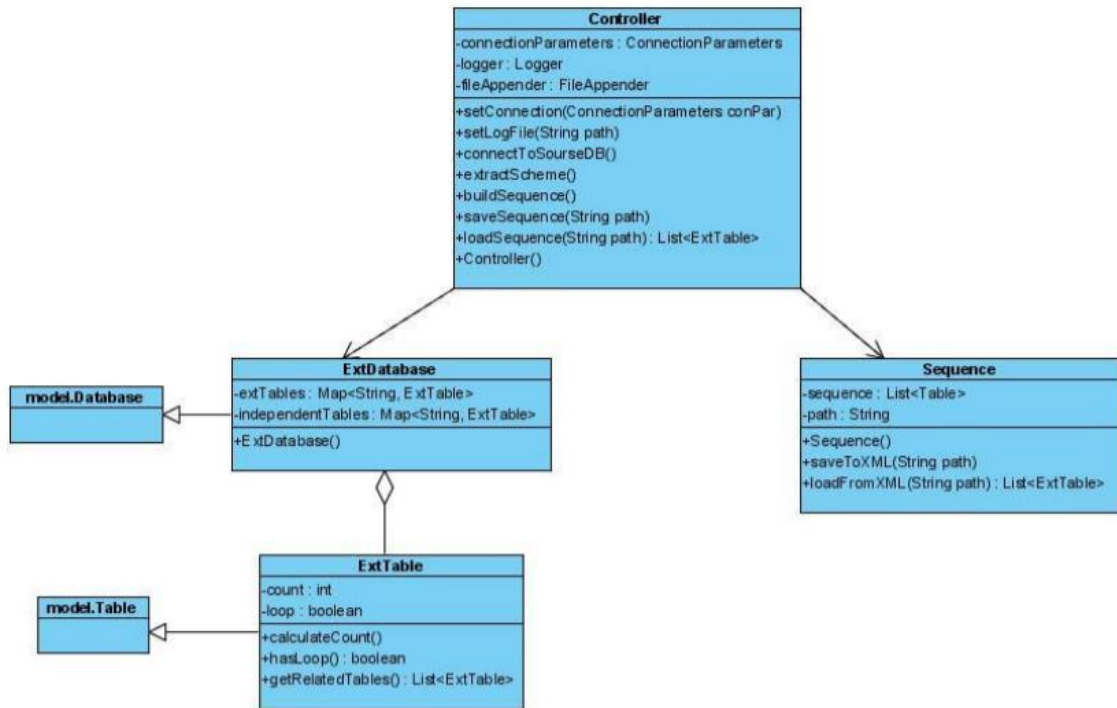 Controller
-connectionParameters : ConnectionParameters
-logger : Logger
-fileAppender : FileAppender
+setConnection(ConnectionParameters conPar)
+setLogFile(String path)
+connectToSourseDB()
+extractScheme()
+buildSequence()
+saveSequence(String path)
+loadSequence(String path) : List<ExtTable>
+Controller()
model.Database
ExtDatabase
-extTables : Map<String, ExtTable>
-independentTables : Map<String, ExtTable>
+ExtDatabase()
Sequence
-sequence : List<Table>
-path : String
+Sequence()
+saveToXML(String path)
+loadFromXML(String path) : List<ExtTable>
model.Table
ExtTable
-count : int
-loop : boolean
+calculateCount()
+hasLoop() : boolean
+getRelatedTables() : List<ExtTable>